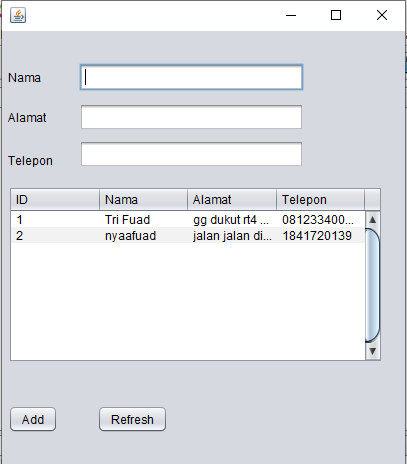 Nama
Alamat
Telepon
ID Nama Alamat Telepon
1 Tri Fuad gg dukut rt4 ... 081233400...
2 nyaafuad jalan jalan di... 1841720139
Add Refresh